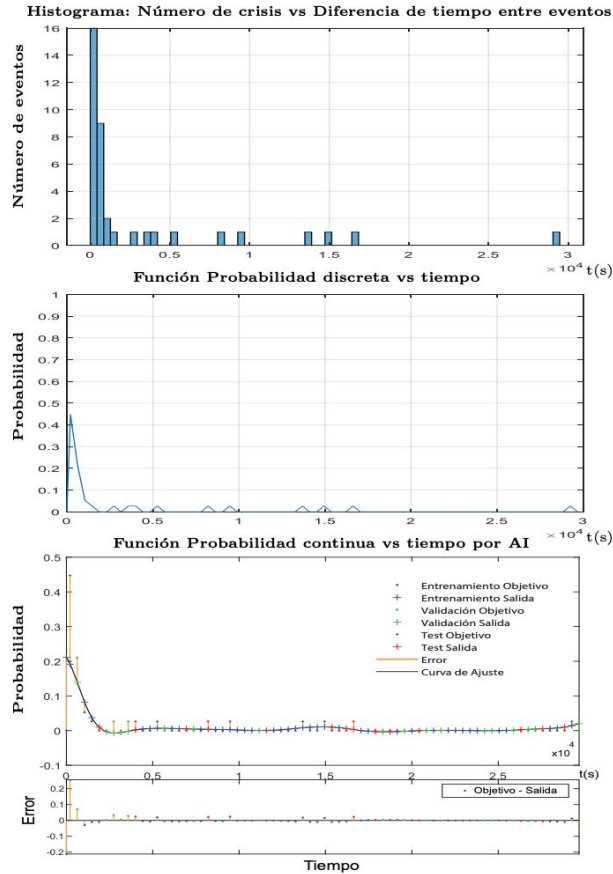 Histograma: Número de crisis vs Diferencia de tiempo entre eventos
Número de eventos
16
14
12
10
8
6
4
2
0
0 0.5 1 1.5 2 2.5 3
× 10⁴ t(s)
Función Probabilidad discreta vs tiempo
Probabilidad
1
0.9
0.8
0.7
0.6
0.5
0.4
0.3
0.2
0.1
0
0 0.5 1 1.5 2 2.5 3
× 10⁴ t(s)
Función Probabilidad continua vs tiempo por AI
Probabilidad
0.5
0.4
0.3
0.2
0.1
0
-0.1
Entrenamiento Objetivo
Entrenamiento Salida
Validación Objetivo
Validación Salida
Test Objetivo
Test Salida
Error
Curva de Ajuste
x10⁴
0 0.5 1 1.5 2 2.5 t(s)
Error
0.2
0.1
0
-0.1
-0.2
Objetivo - Salida
Tiempo